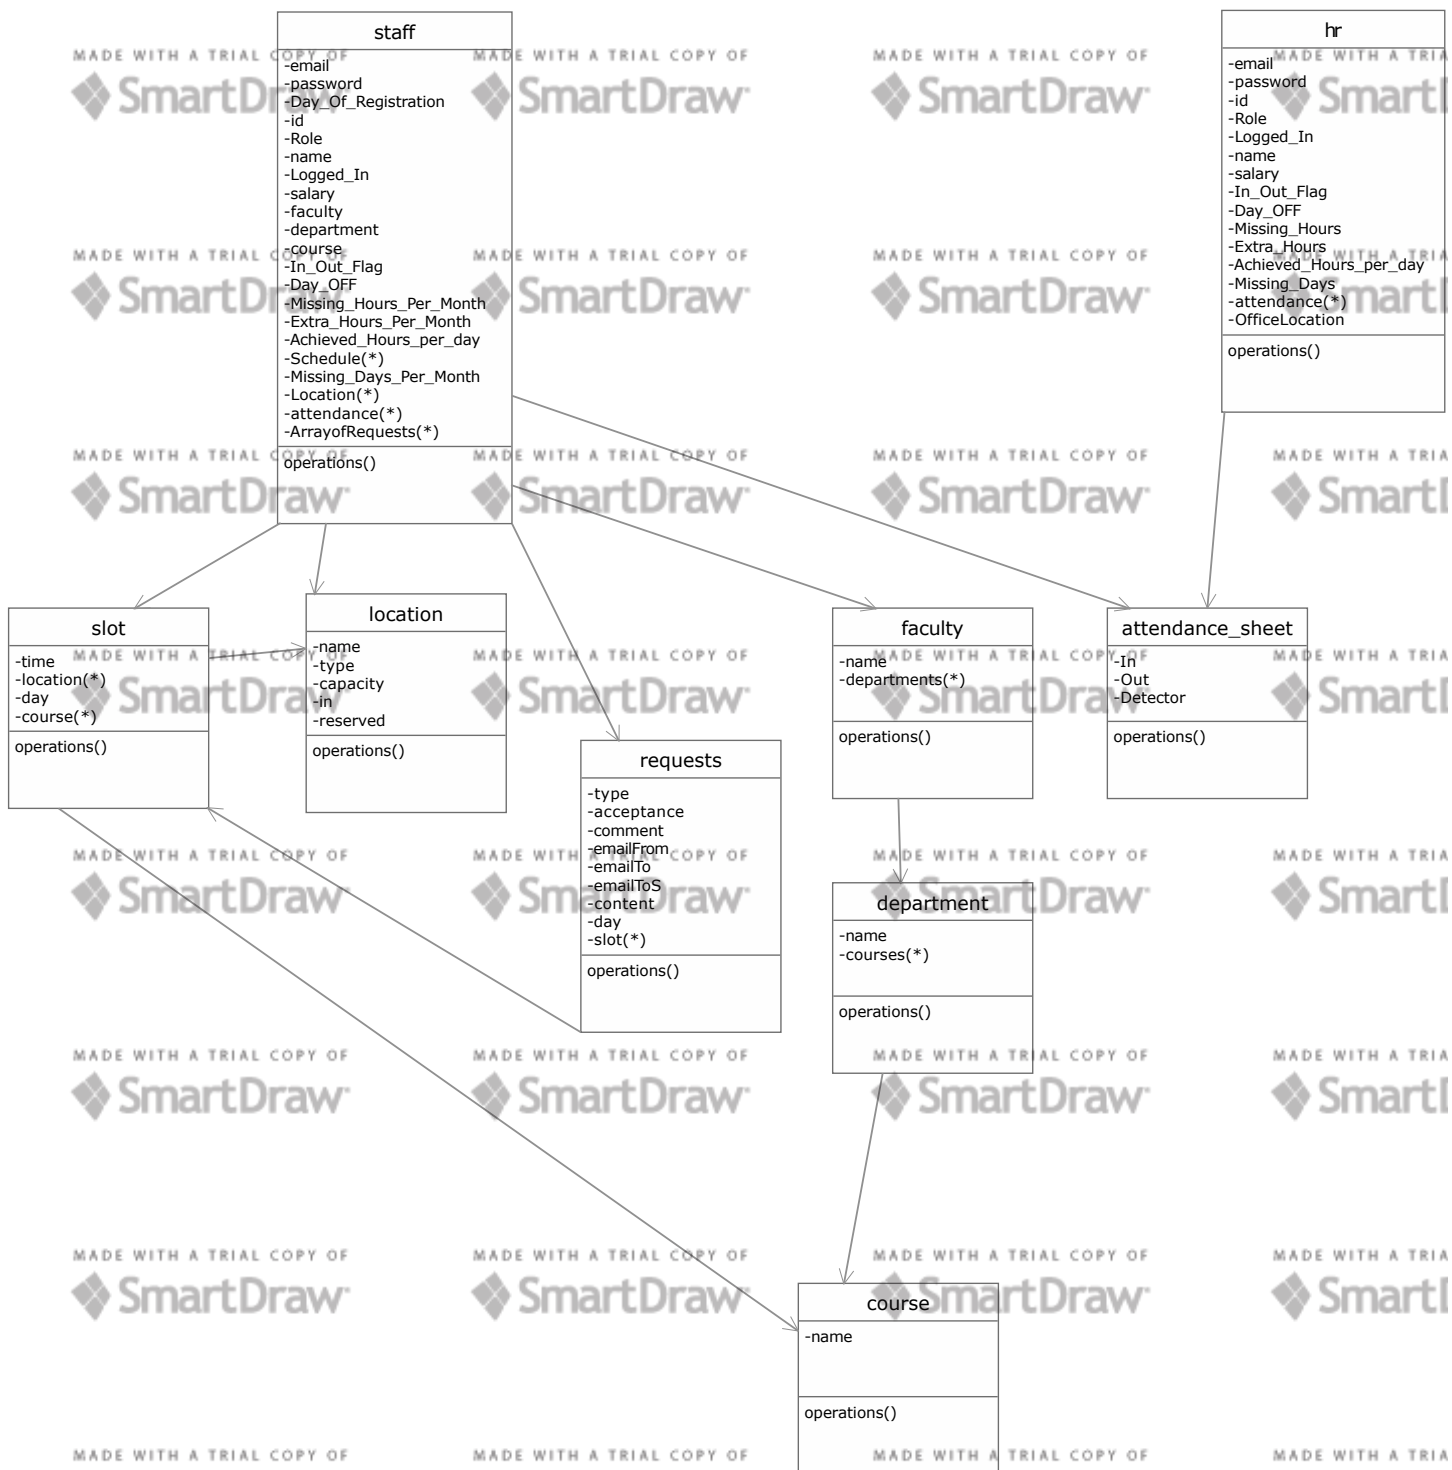 staff
-email
-password
-Day_Of_Registration
-id
-Role
-name
-Logged_In
-salary
-faculty
-department
-course
-In_Out_Flag
-Day_OFF
-Missing_Hours_Per_Month
-Extra_Hours_Per_Month
-Achieved_Hours_per_day
-Schedule(*)
-Missing_Days_Per_Month
-Location(*)
-attendance(*)
-ArrayofRequests(*)
operations()
hr
-email
-password
-id
-Role
-Logged_In
-name
-salary
-In_Out_Flag
-Day_OFF
-Missing_Hours
-Extra_Hours
-Achieved_Hours_per_day
-Missing_Days
-attendance(*)
-OfficeLocation
operations()
slot
-time
-location(*)
-day
-course(*)
operations()
location
-name
-type
-capacity
-in
-reserved
operations()
requests
-type
-acceptance
-comment
-emailFrom
-emailTo
-emailToS
-content
-day
-slot(*)
operations()
faculty
-name
-departments(*)
operations()
attendance_sheet
-In
-Out
-Detector
operations()
department
-name
-courses(*)
operations()
course
-name
operations()
MADE WITH A TRIAL COPY OF
SmartDraw